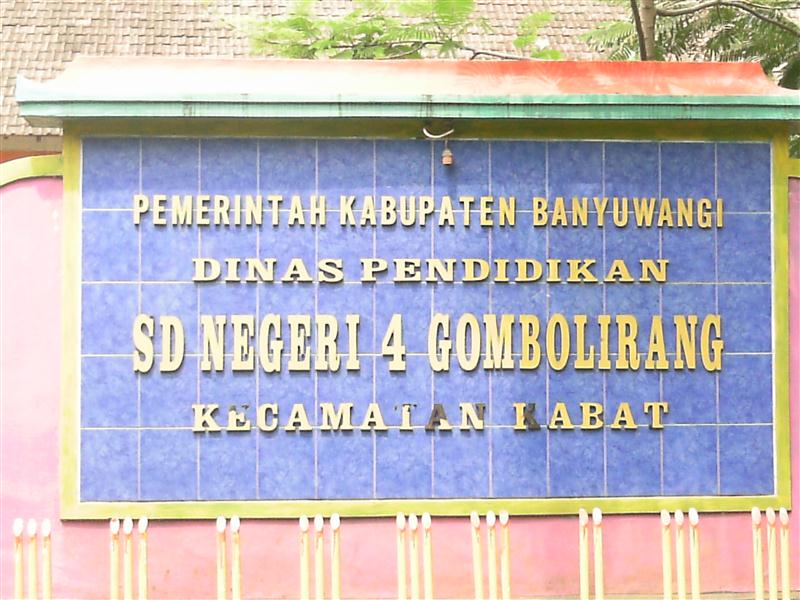 PEMERINTAH KABUPATEN BANYUWANGI
DINAS PENDIDIKAN
SD NEGERI 4 GOMBOLIRANG
KECAMATAN KABAT